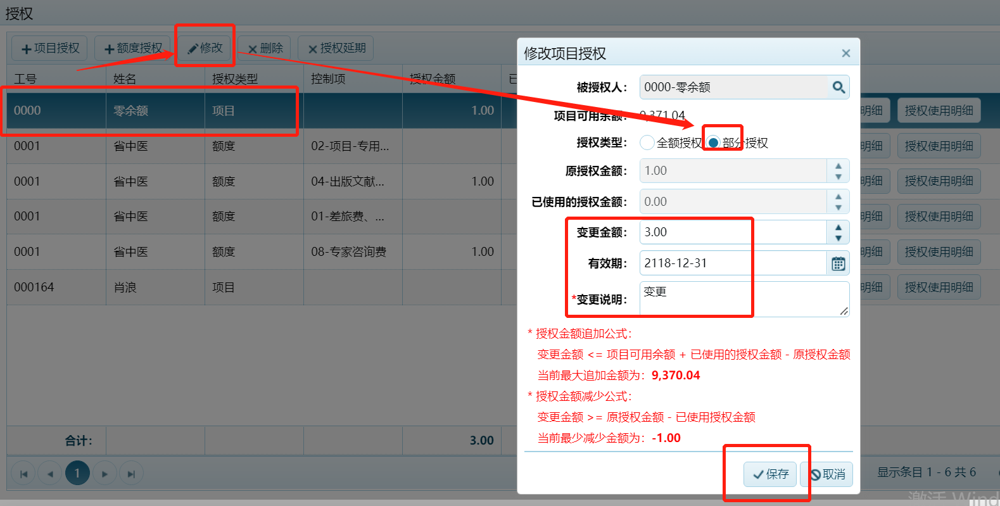 授权
项目授权 额度授权 修改 删除 授权延期
工号 姓名 授权类型 控制项 授权金额
0000 零余额 项目 1.00 明细 授权使用明细
0001 省中医 额度 02-项目-专用... 明细 授权使用明细
0001 省中医 额度 04-出版文献... 1.00 明细 授权使用明细
0001 省中医 额度 01-差旅费、... 明细 授权使用明细
0001 省中医 额度 08-专家咨询费 1.00 明细 授权使用明细
000164 肖浪 项目 明细 授权使用明细
合计: 3.00
1
显示条目 1 - 6 共 6
修改项目授权
被授权人: 0000-零余额
项目可用余额: 9,371.04
授权类型: 全额授权 部分授权
原授权金额: 1.00
已使用的授权金额: 0.00
变更金额: 3.00
有效期: 2118-12-31
*变更说明: 变更
* 授权金额追加公式:
变更金额 <= 项目可用余额 + 已使用的授权金额 - 原授权金额
当前最大追加金额为: 9,370.04
* 授权金额减少公式:
变更金额 >= 原授权金额 - 已使用授权金额
当前最少减少金额为: -1.00
保存 取消